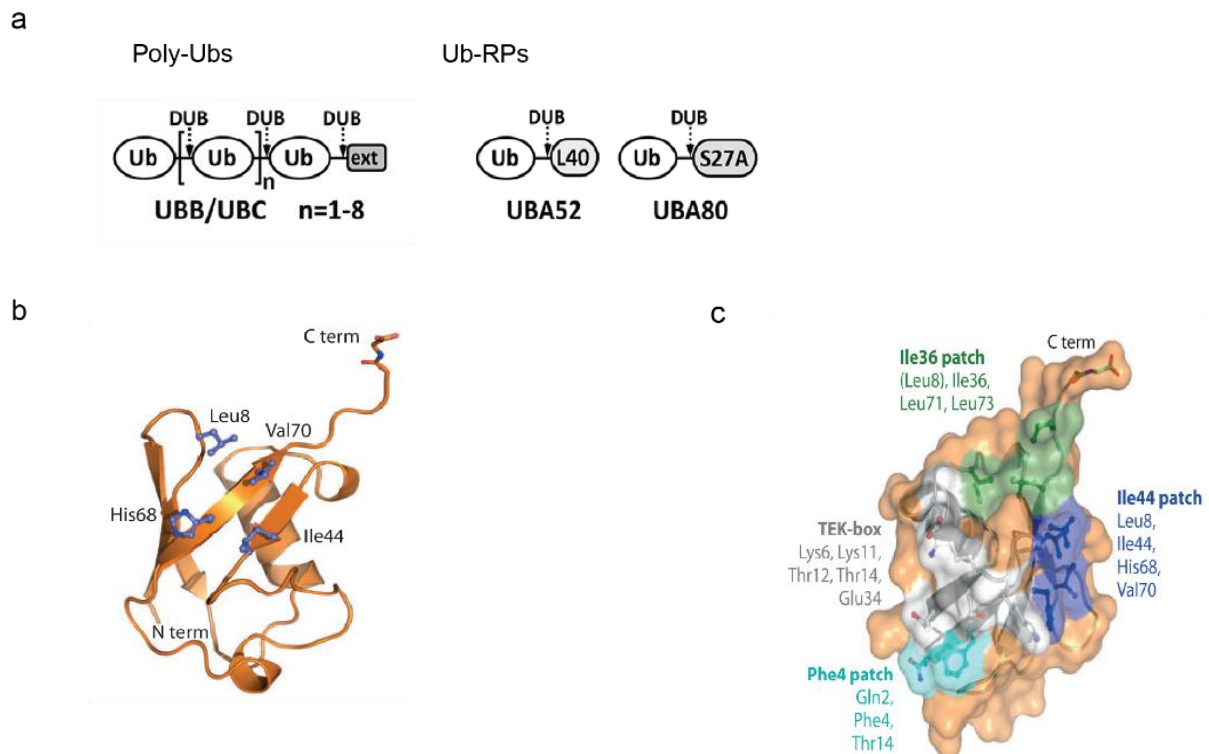 a
Poly-Ubs
Ub-RPs
DUB DUB DUB
Ub [ Ub ]n Ub ext
UBB/UBC n=1-8
DUB
Ub L40
UBA52
DUB
Ub S27A
UBA80
b
C term
Leu8
Val70
His68
Ile44
N term
c
C term
Ile36 patch
(Leu8), Ile36,
Leu71, Leu73
Ile44 patch
Leu8,
Ile44,
His68,
Val70
TEK-box
Lys6, Lys11,
Thr12, Thr14,
Glu34
Phe4 patch
Gln2,
Phe4,
Thr14